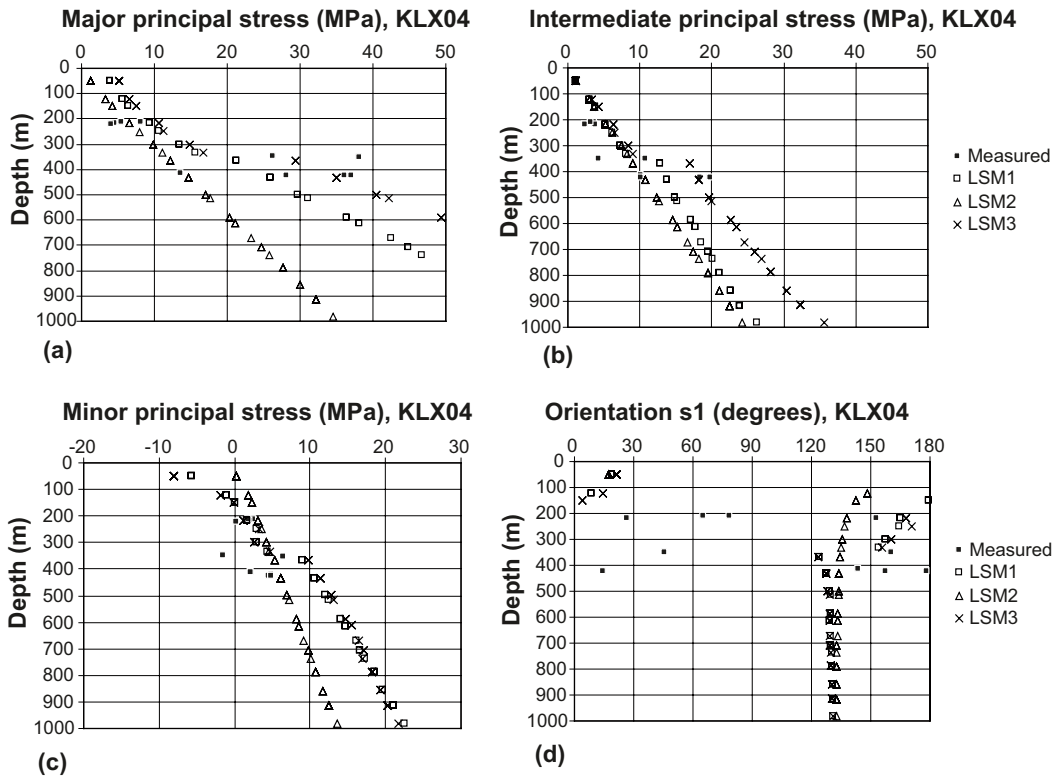 Major principal stress (MPa), KLX04
0 10 20 30 40 50
0
100
200
300
400
500
600
700
800
900
1000
Depth (m)
(a)
Intermediate principal stress (MPa), KLX04
0 10 20 30 40 50
0
100
200
300
400
500
600
700
800
900
1000
Depth (m)
(b)
Measured
LSM1
LSM2
LSM3
Minor principal stress (MPa), KLX04
-20 -10 0 10 20 30
0
100
200
300
400
500
600
700
800
900
1000
Depth (m)
(c)
Orientation s1 (degrees), KLX04
0 30 60 90 120 150 180
0
100
200
300
400
500
600
700
800
900
1000
Depth (m)
(d)
Measured
LSM1
LSM2
LSM3